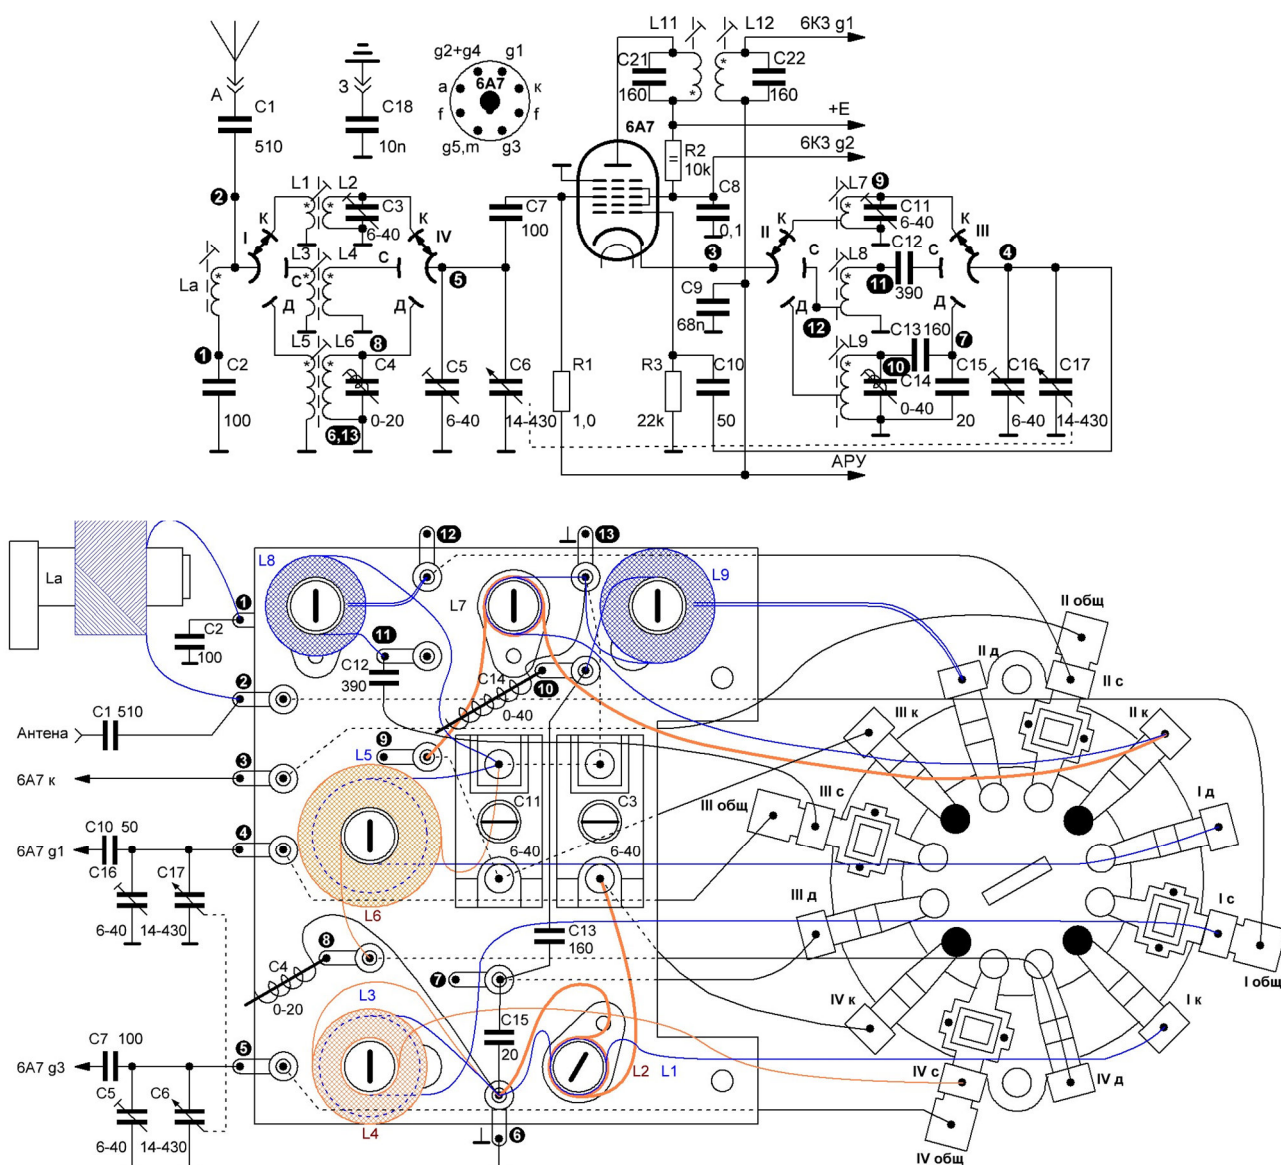 L11 L12 6К3 g1
g2+g4 g1
C21 C22
6A7
а к
А З C18
C1
160 160
f f
+E
510 10n
6A7
g5,m g3
R2
10k
6К3 g2
2
L1 L2
C7
C8
L7 9
К C3 К
I IV
6-40
100
0,1
К C11 К
6-40
II III
C12
L3 L4 С
3
С L8 С
4
La С
5
C9
11 390
Д Д
68n
Д 12 Д
C13 160
1
L5 L6 8
L9 7
C2 C4 C5 C6 R1 R3 C10
10 C14 C15 C16 C17
100 0-20 6-40 14-430 1,0 22k 50
0-40 20 6-40 14-430
6,13
АРУ
12 13
La
L8 L9
1
L7
C2
100
II общ
11
C12
390
II д
II с
C14
10
2
0-40
C1 510
Антена
III к II к
9
L5
3
6A7 к
C11 C3
I д
III общ III с
C10 50
4
6A7 g1
6-40 6-40
C16 C17
III д
I с
L6
6-40 14-430
C13
160
8
C4
7
I общ
0-20
L3
IV к I к
C15
20
C7 100
5
6A7 g3
L2 L1
IV с IV д
C5 C6
L4
6-40 14-430
6
IV общ